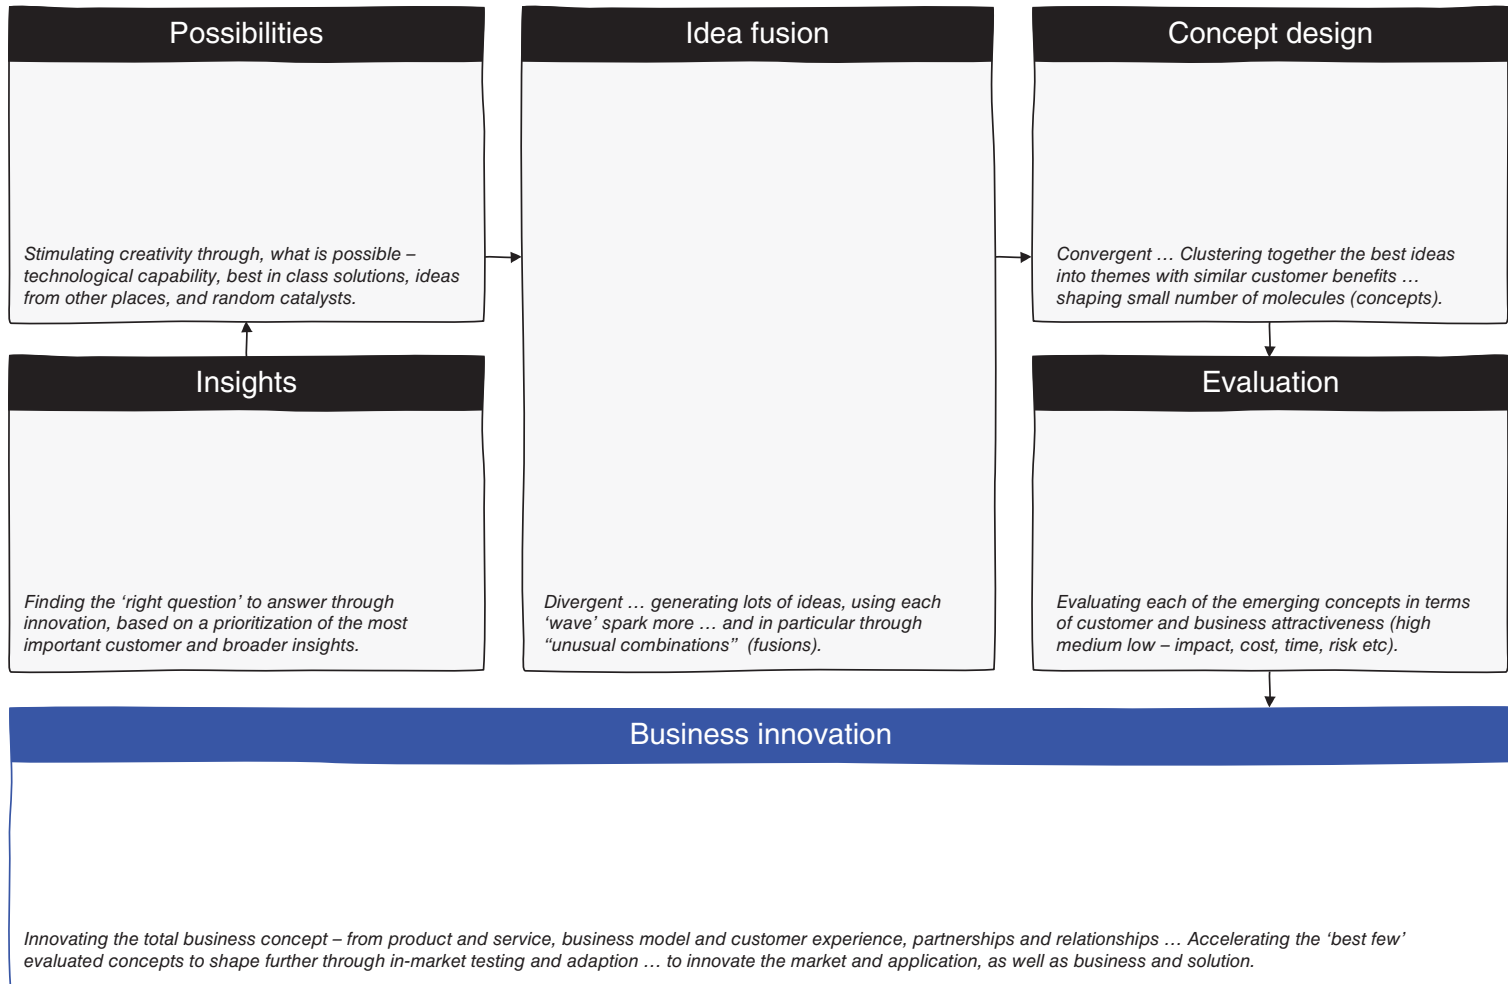 Possibilities
Stimulating creativity through, what is possible –
technological capability, best in class solutions, ideas
from other places, and random catalysts.
Insights
Finding the ‘right question’ to answer through
innovation, based on a prioritization of the most
important customer and broader insights.
Idea fusion
Divergent … generating lots of ideas, using each
‘wave’ spark more … and in particular through
“unusual combinations” (fusions).
Concept design
Convergent … Clustering together the best ideas
into themes with similar customer benefits …
shaping small number of molecules (concepts).
Evaluation
Evaluating each of the emerging concepts in terms
of customer and business attractiveness (high
medium low – impact, cost, time, risk etc).
Business innovation
Innovating the total business concept – from product and service, business model and customer experience, partnerships and relationships … Accelerating the ‘best few’
evaluated concepts to shape further through in-market testing and adaption … to innovate the market and application, as well as business and solution.